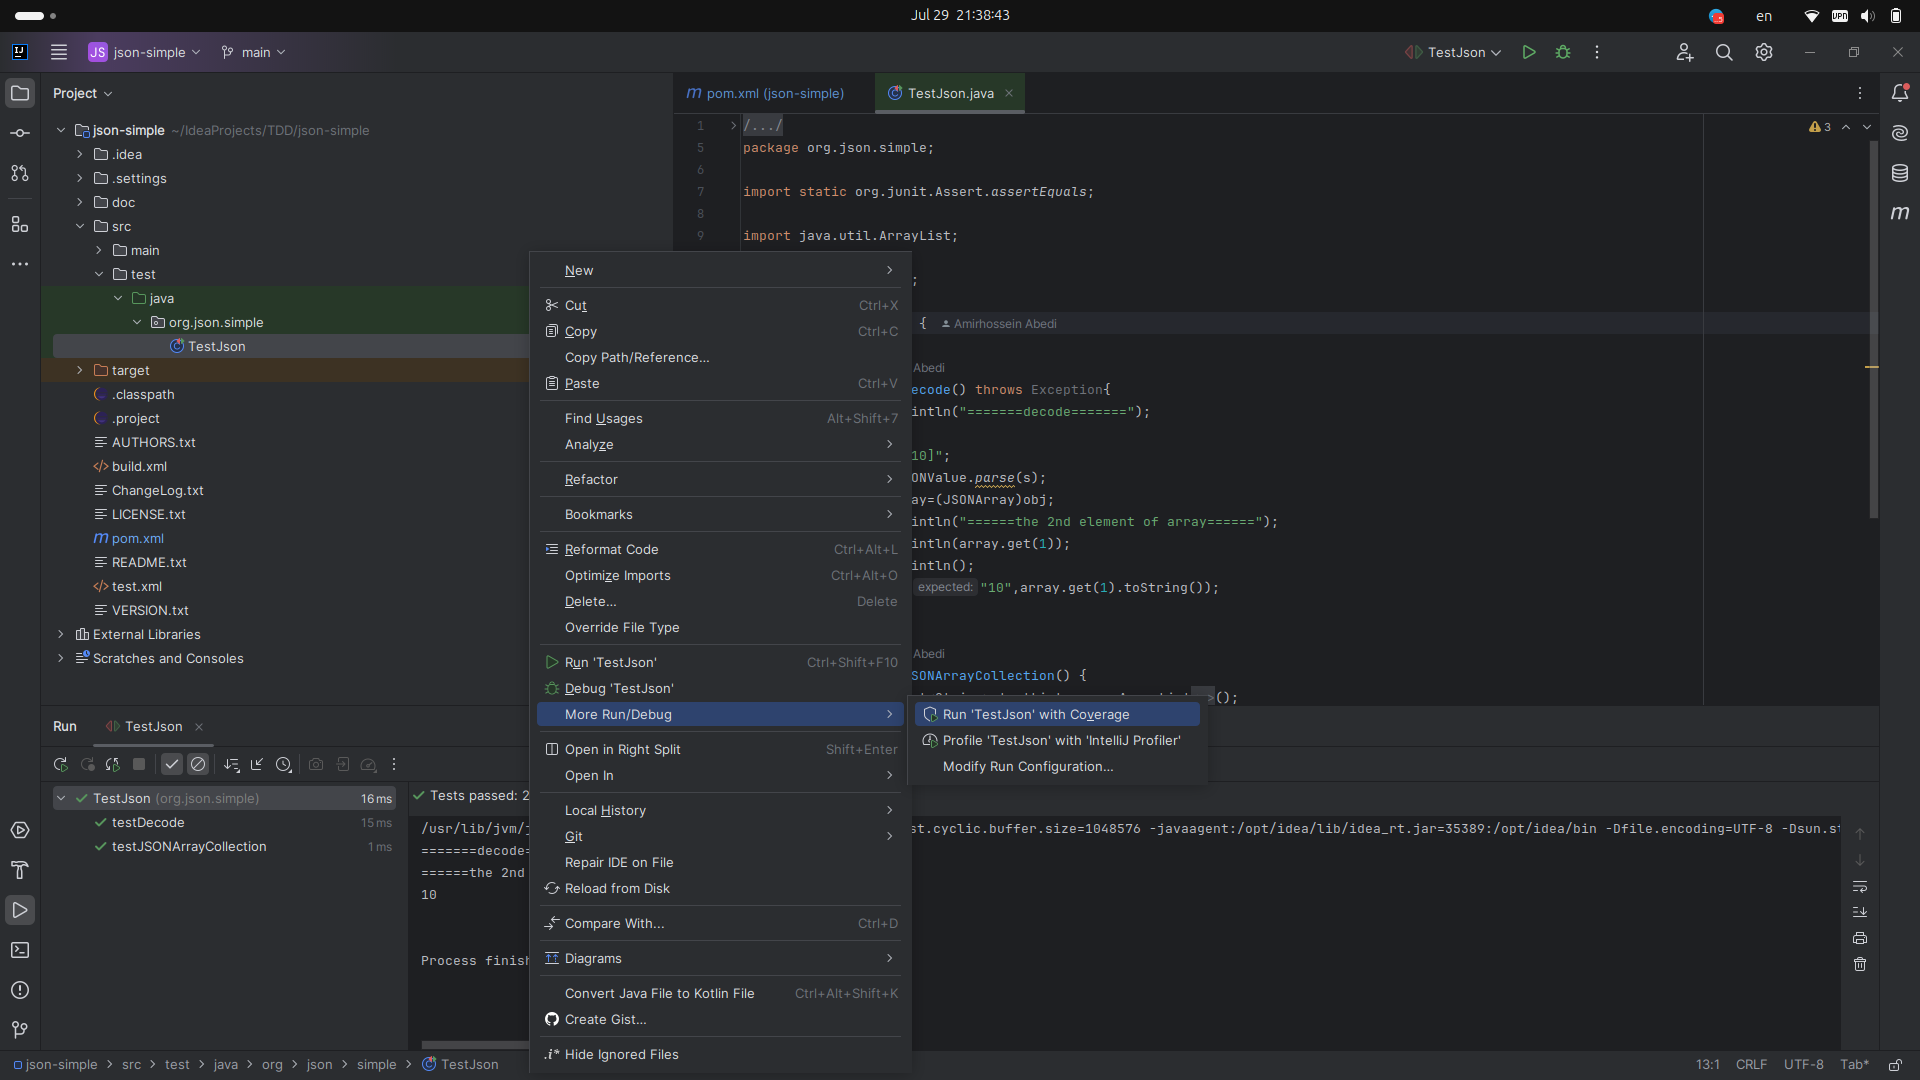 Jul 29 21:38:43
en
VPN
IJ
JS json-simple
main
TestJson
Project
json-simple ~/IdeaProjects/TDD/json-simple
.idea
.settings
doc
src
main
test
java
org.json.simple
TestJson
target
.classpath
.project
AUTHORS.txt
build.xml
ChangeLog.txt
LICENSE.txt
m pom.xml
README.txt
test.xml
VERSION.txt
External Libraries
Scratches and Consoles
m pom.xml (json-simple)
TestJson.java
3
1 /.../
5 package org.json.simple;
6
7 import static org.junit.Assert.assertEquals;
8
9 import java.util.ArrayList;
;
{ Amirhossein Abedi
Abedi
ecode() throws Exception{
intln("=======decode=======");
10]";
ONValue.parse(s);
ay=(JSONArray)obj;
intln("======the 2nd element of array======");
intln(array.get(1));
intln();
expected: "10",array.get(1).toString());
Abedi
SONArrayCollection() {
();
New
Cut Ctrl+X
Copy Ctrl+C
Copy Path/Reference...
Paste Ctrl+V
Find Usages Alt+Shift+7
Analyze
Refactor
Bookmarks
Reformat Code Ctrl+Alt+L
Optimize Imports Ctrl+Alt+O
Delete... Delete
Override File Type
Run 'TestJson' Ctrl+Shift+F10
Debug 'TestJson'
More Run/Debug
Open in Right Split Shift+Enter
Open In
Local History
Git
Repair IDE on File
Reload from Disk
Compare With... Ctrl+D
Diagrams
Convert Java File to Kotlin File Ctrl+Alt+Shift+K
Create Gist...
Hide Ignored Files
Run 'TestJson' with Coverage
Profile 'TestJson' with 'IntelliJ Profiler'
Modify Run Configuration...
Run
TestJson
TestJson (org.json.simple) 16 ms
testDecode 15 ms
testJSONArrayCollection 1 ms
Tests passed: 2
/usr/lib/jvm/j
st.cyclic.buffer.size=1048576 -javaagent:/opt/idea/lib/idea_rt.jar=35389:/opt/idea/bin -Dfile.encoding=UTF-8 -Dsun.st
=======decode=
======the 2nd
10
Process finish
json-simple > src > test > java > org > json > simple > TestJson
13:1 CRLF UTF-8 Tab*